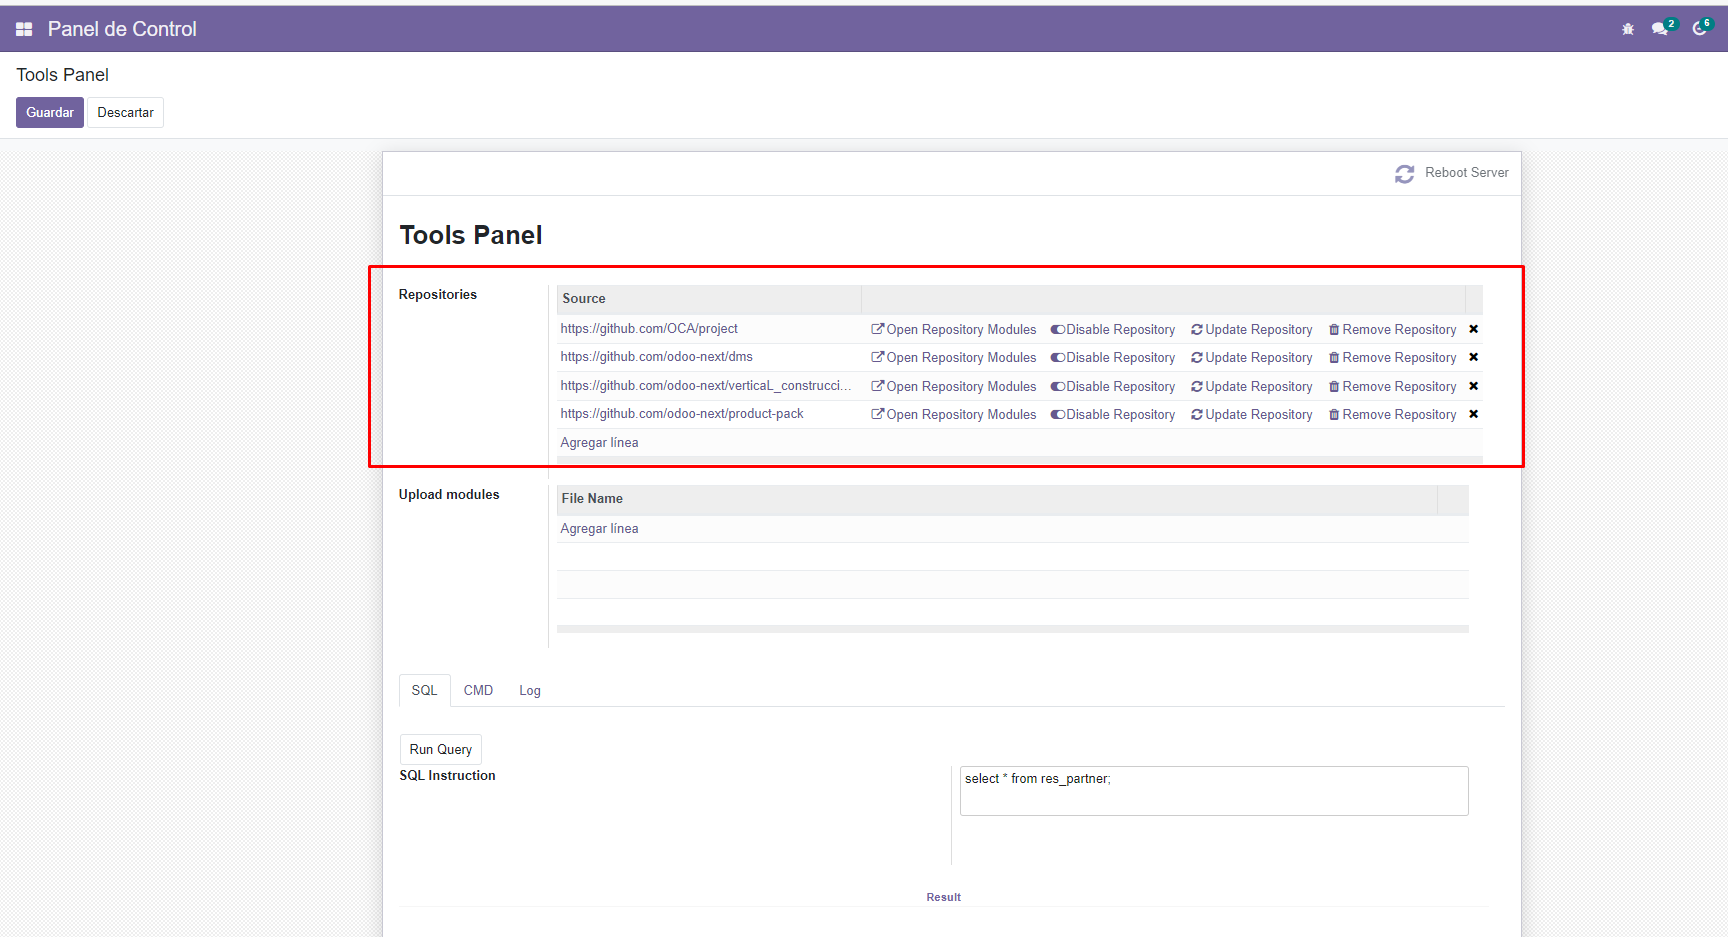 Panel de Control 2 6
Tools Panel
Guardar Descartar
Reboot Server
Tools Panel
Repositories Source
https://github.com/OCA/project Open Repository Modules Disable Repository Update Repository Remove Repository
https://github.com/odoo-next/dms Open Repository Modules Disable Repository Update Repository Remove Repository
https://github.com/odoo-next/verticaL_construcci... Open Repository Modules Disable Repository Update Repository Remove Repository
https://github.com/odoo-next/product-pack Open Repository Modules Disable Repository Update Repository Remove Repository
Agregar línea
Upload modules File Name
Agregar línea
SQL CMD Log
Run Query
SQL Instruction select * from res_partner;
Result